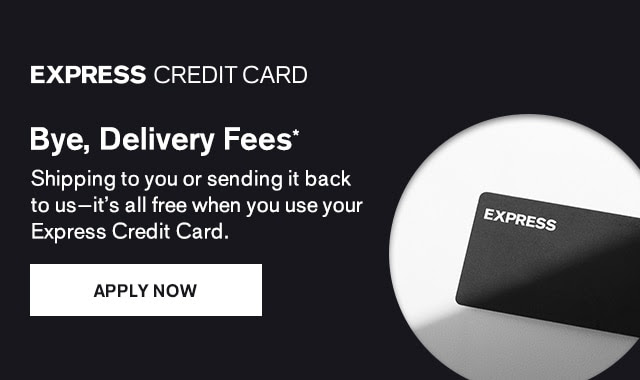 EXPRESS CREDIT CARD
Bye, Delivery Fees*
Shipping to you or sending it back
to us—it’s all free when you use your
Express Credit Card.
APPLY NOW
EXPRESS